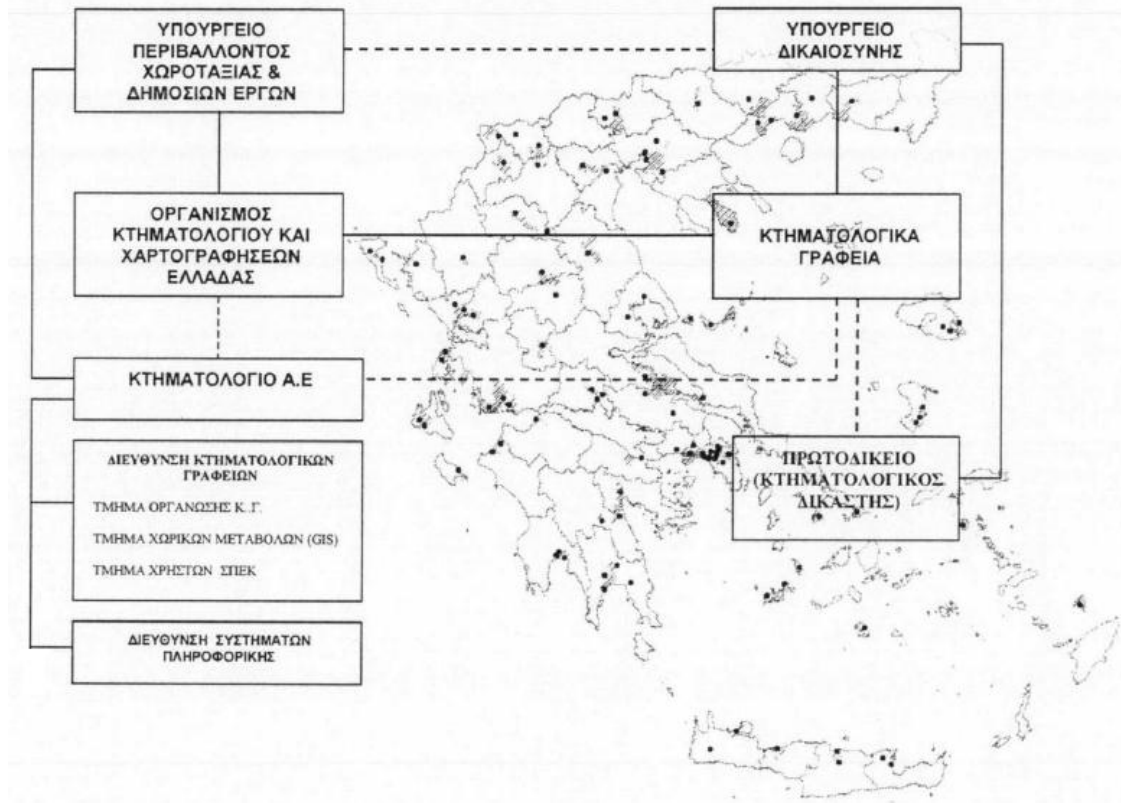 ΥΠΟΥΡΓΕΙΟ
ΠΕΡΙΒΑΛΛΟΝΤΟΣ
ΧΩΡΟΤΑΞΙΑΣ &
ΔΗΜΟΣΙΩΝ ΕΡΓΩΝ
ΥΠΟΥΡΓΕΙΟ
ΔΙΚΑΙΟΣΥΝΗΣ
ΟΡΓΑΝΙΣΜΟΣ
ΚΤΗΜΑΤΟΛΟΓΙΟΥ ΚΑΙ
ΧΑΡΤΟΓΡΑΦΗΣΕΩΝ
ΕΛΛΑΔΑΣ
ΚΤΗΜΑΤΟΛΟΓΙΚΑ
ΓΡΑΦΕΙΑ
ΚΤΗΜΑΤΟΛΟΓΙΟ Α.Ε
ΔΙΕΥΘΥΝΣΗ ΚΤΗΜΑΤΟΛΟΓΙΚΩΝ
ΓΡΑΦΕΙΩΝ
ΤΜΗΜΑ ΟΡΓΑΝΩΣΗΣ Κ..Γ.
ΤΜΗΜΑ ΧΩΡΙΚΩΝ ΜΕΤΑΒΟΛΩΝ (GIS)
ΤΜΗΜΑ ΧΡΗΣΤΩΝ ΣΠΕΚ
ΠΡΩΤΟΔΙΚΕΙΟ
(ΚΤΗΜΑΤΟΛΟΓΙΚΟΣ
ΔΙΚΑΣΤΗΣ)
ΔΙΕΥΘΥΝΣΗ ΣΥΣΤΗΜΑΤΩΝ
ΠΛΗΡΟΦΟΡΙΚΗΣ